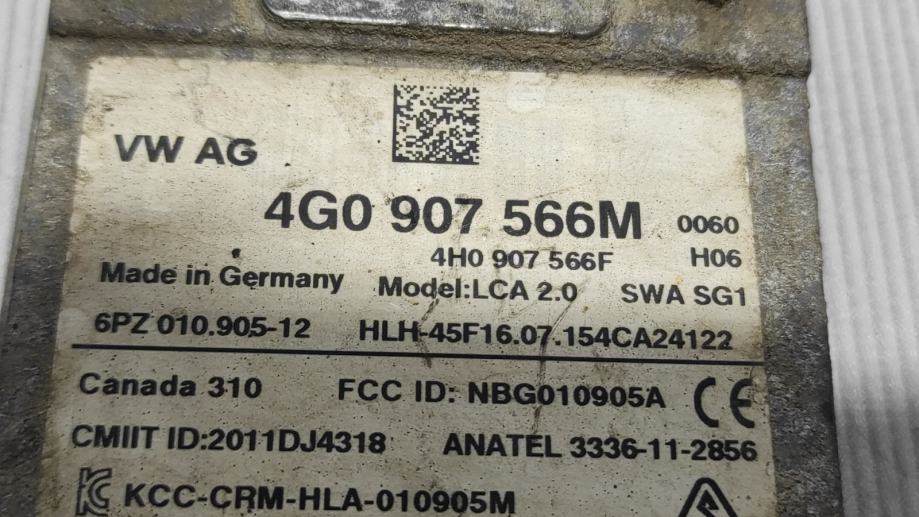 VW AG
4G0 907 566M 0060
4H0 907 566F H06
Made in Germany Model:LCA 2.0 SWA SG1
6PZ 010.905-12 HLH-45F16.07.154CA24122
Canada 310 FCC ID: NBG010905A CE
CMIIT ID:2011DJ4318 ANATEL 3336-11-2856
KCC-CRM-HLA-010905M